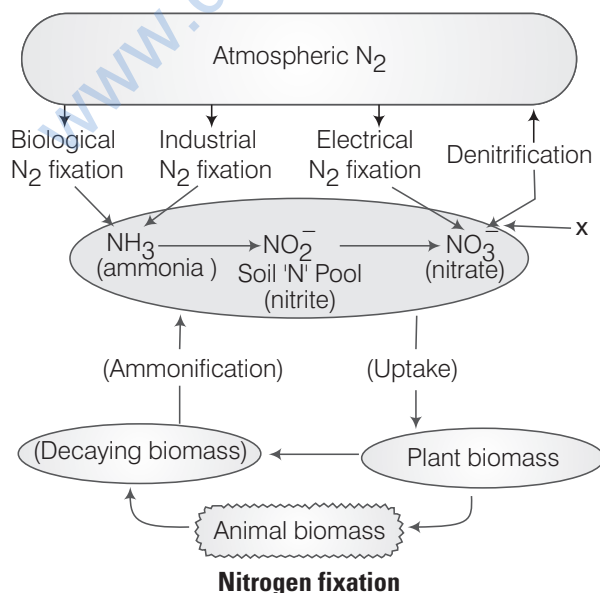 www.
Atmospheric N₂
Biological
N₂ fixation
Industrial
N₂ fixation
Electrical
N₂ fixation
Denitrification
x
NH₃
(ammonia )
NO₂⁻
Soil 'N' Pool
(nitrite)
NO₃⁻
(nitrate)
(Ammonification)
(Uptake)
(Decaying biomass)
Plant biomass
Animal biomass
Nitrogen fixation